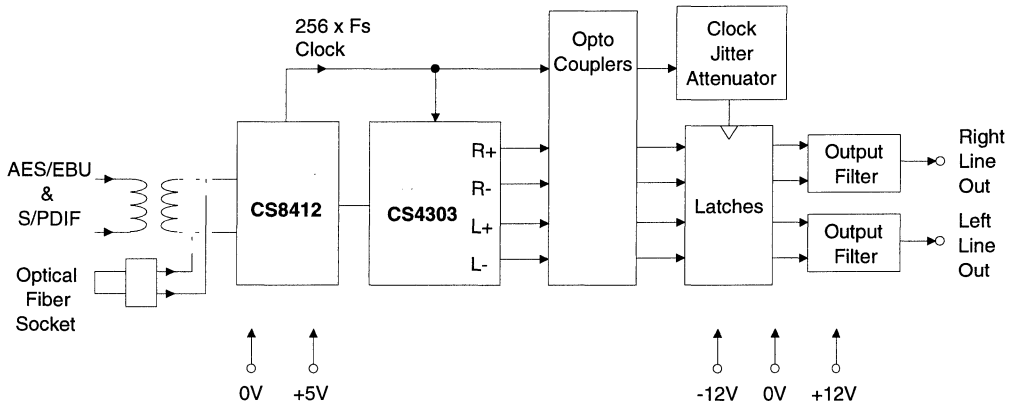 256 x Fs
Clock
Opto
Couplers
Clock
Jitter
Attenuator
AES/EBU
&
S/PDIF
CS8412
CS4303
R+
R-
L+
L-
Latches
Output
Filter
Right
Line
Out
Output
Filter
Left
Line
Out
Optical
Fiber
Socket
0V
+5V
-12V
0V
+12V